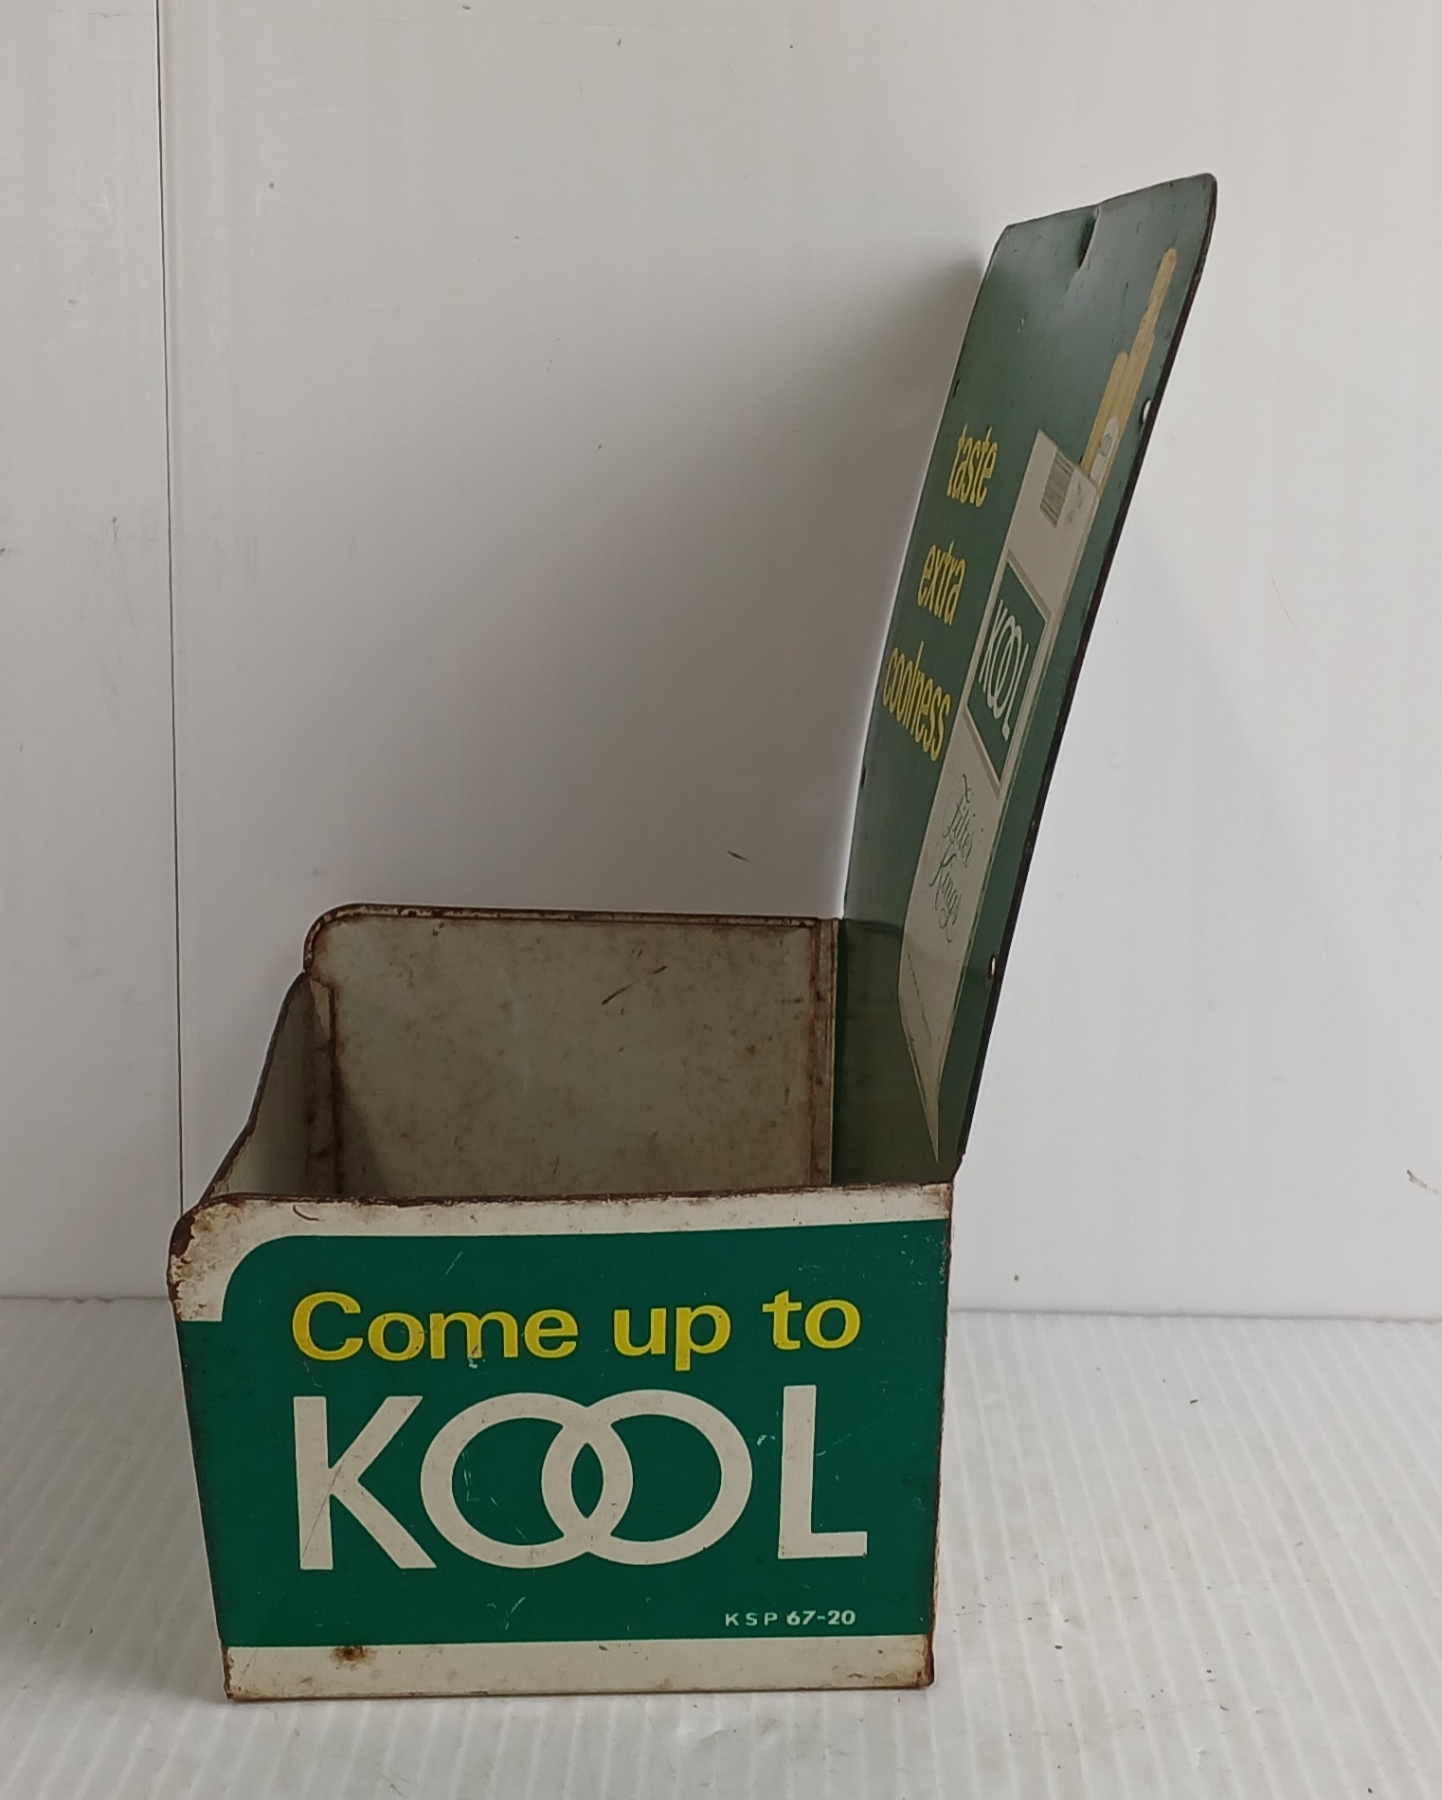 taste
extra
coolness
KOOL
Filter
Kings
Come up to
KOOL
KSP 67-20